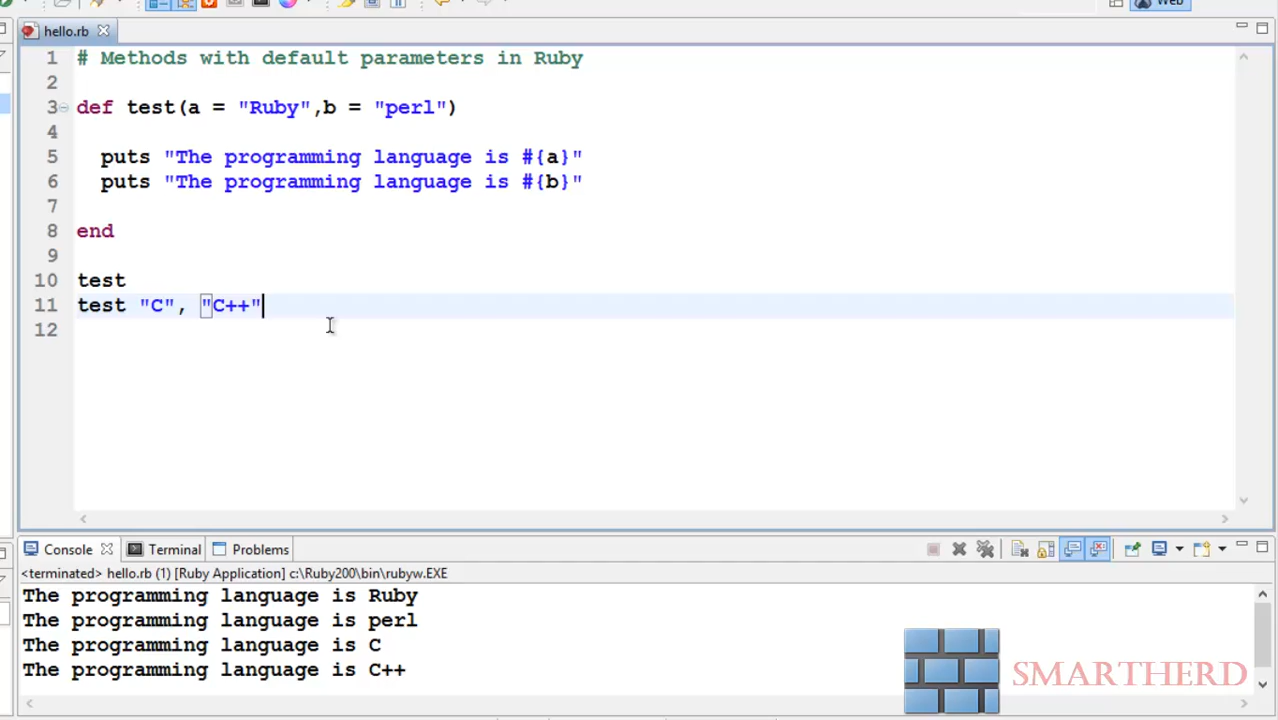 Web
hello.rb
1 # Methods with default parameters in Ruby
2
3 def test(a = "Ruby",b = "perl")
4
5 puts "The programming language is #{a}"
6 puts "The programming language is #{b}"
7
8 end
9
10 test
11 test "C", "C++"
12
Console Terminal Problems
<terminated> hello.rb (1) [Ruby Application] c:\Ruby200\bin\rubyw.EXE
The programming language is Ruby
The programming language is perl
The programming language is C
The programming language is C++
SMARTHERD